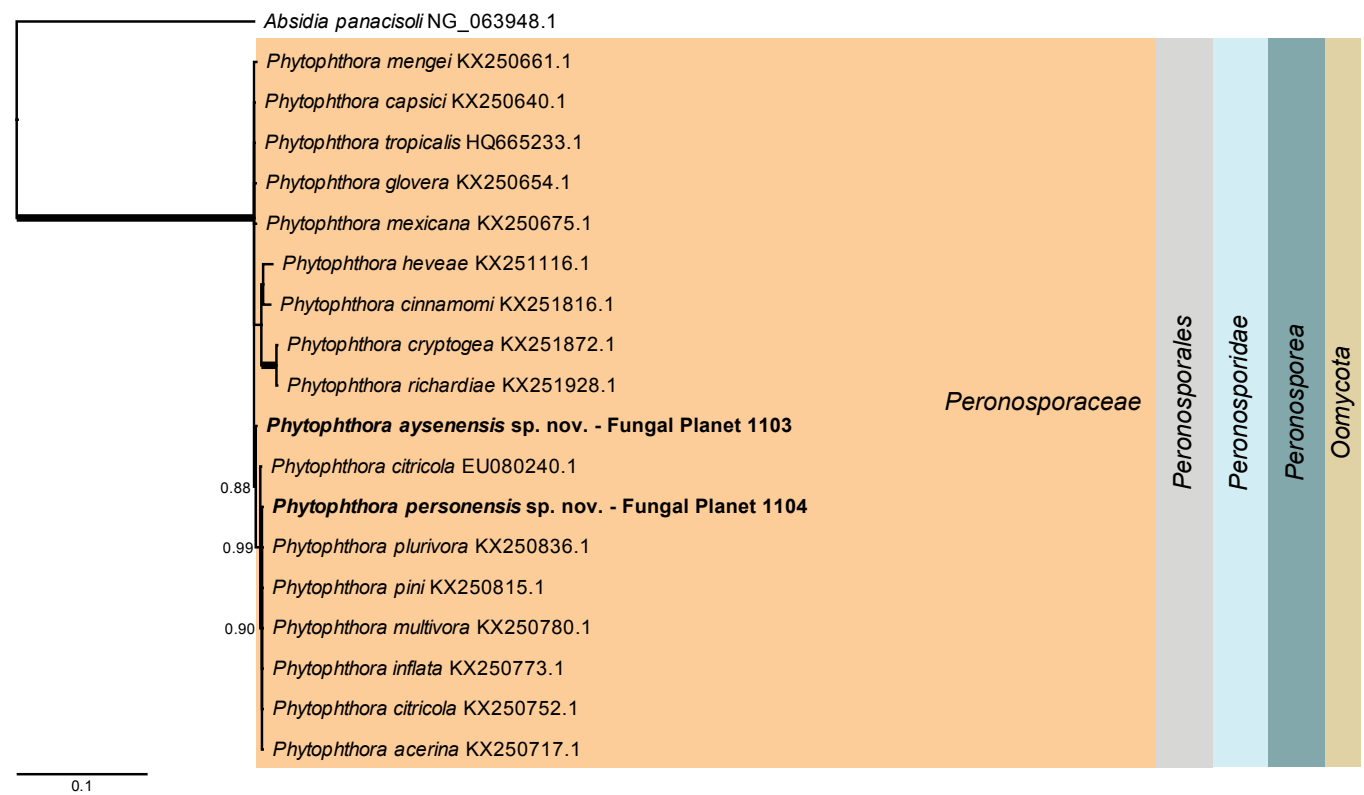 Absidia panacisoli NG_063948.1
Phytophthora mengei KX250661.1
Phytophthora capsici KX250640.1
Phytophthora tropicalis HQ665233.1
Phytophthora glovera KX250654.1
Phytophthora mexicana KX250675.1
Phytophthora heveae KX251116.1
Phytophthora cinnamomi KX251816.1
Phytophthora cryptogea KX251872.1
Phytophthora richardiae KX251928.1
Phytophthora aysenensis sp. nov. - Fungal Planet 1103
Phytophthora citricola EU080240.1
Phytophthora personensis sp. nov. - Fungal Planet 1104
Phytophthora plurivora KX250836.1
Phytophthora pini KX250815.1
Phytophthora multivora KX250780.1
Phytophthora inflata KX250773.1
Phytophthora citricola KX250752.1
Phytophthora acerina KX250717.1
0.88
0.99
0.90
Peronosporaceae
Peronosporales
Peronosporidae
Peronosporea
Oomycota
0.1